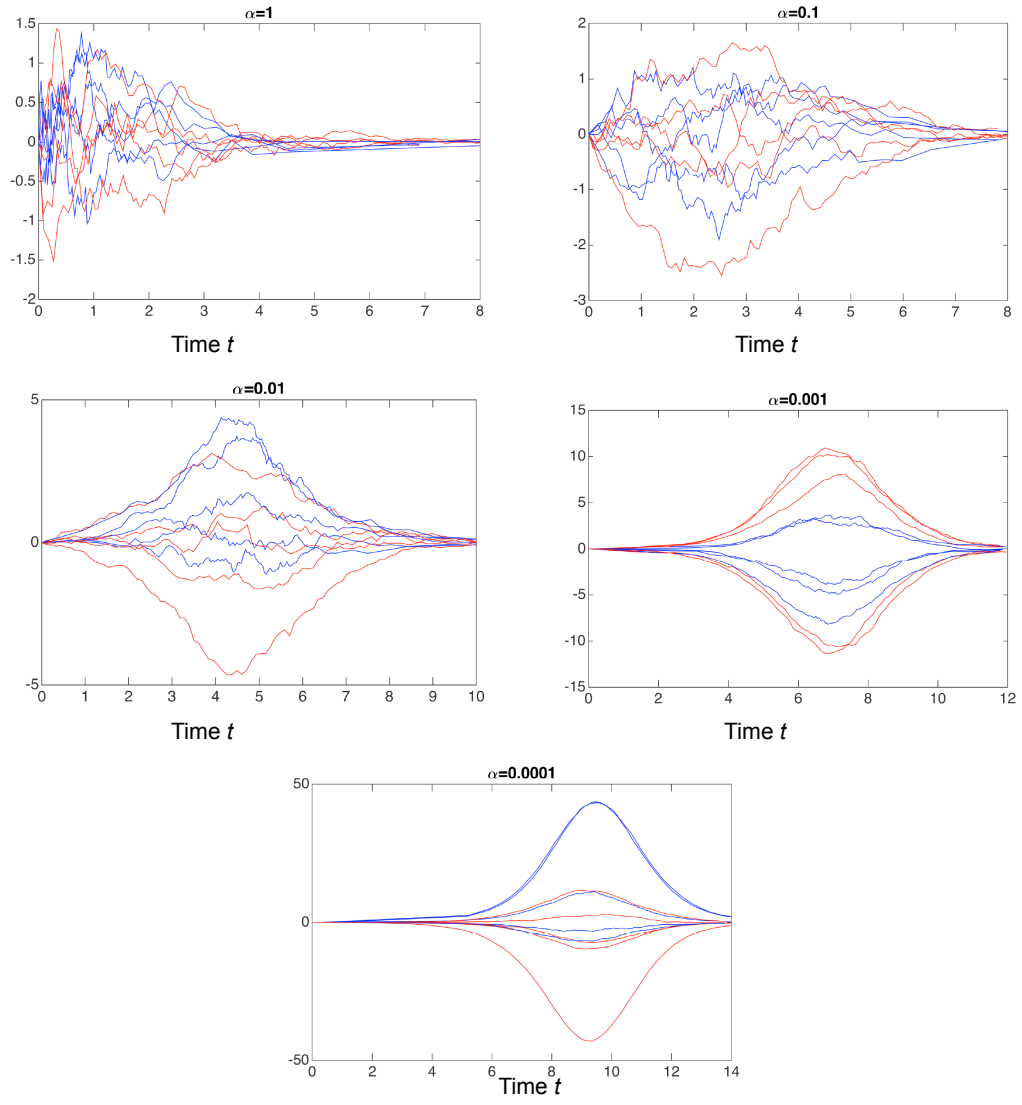 α=1
1.5
1
0.5
0
-0.5
-1
-1.5
-2
0 1 2 3 4 5 6 7 8
Time t
α=0.1
2
1
0
-1
-2
-3
0 1 2 3 4 5 6 7 8
Time t
α=0.01
5
0
-5
0 1 2 3 4 5 6 7 8 9 10
Time t
α=0.001
15
10
5
0
-5
-10
-15
0 2 4 6 8 10 12
Time t
α=0.0001
50
0
-50
0 2 4 6 8 10 12 14
Time t